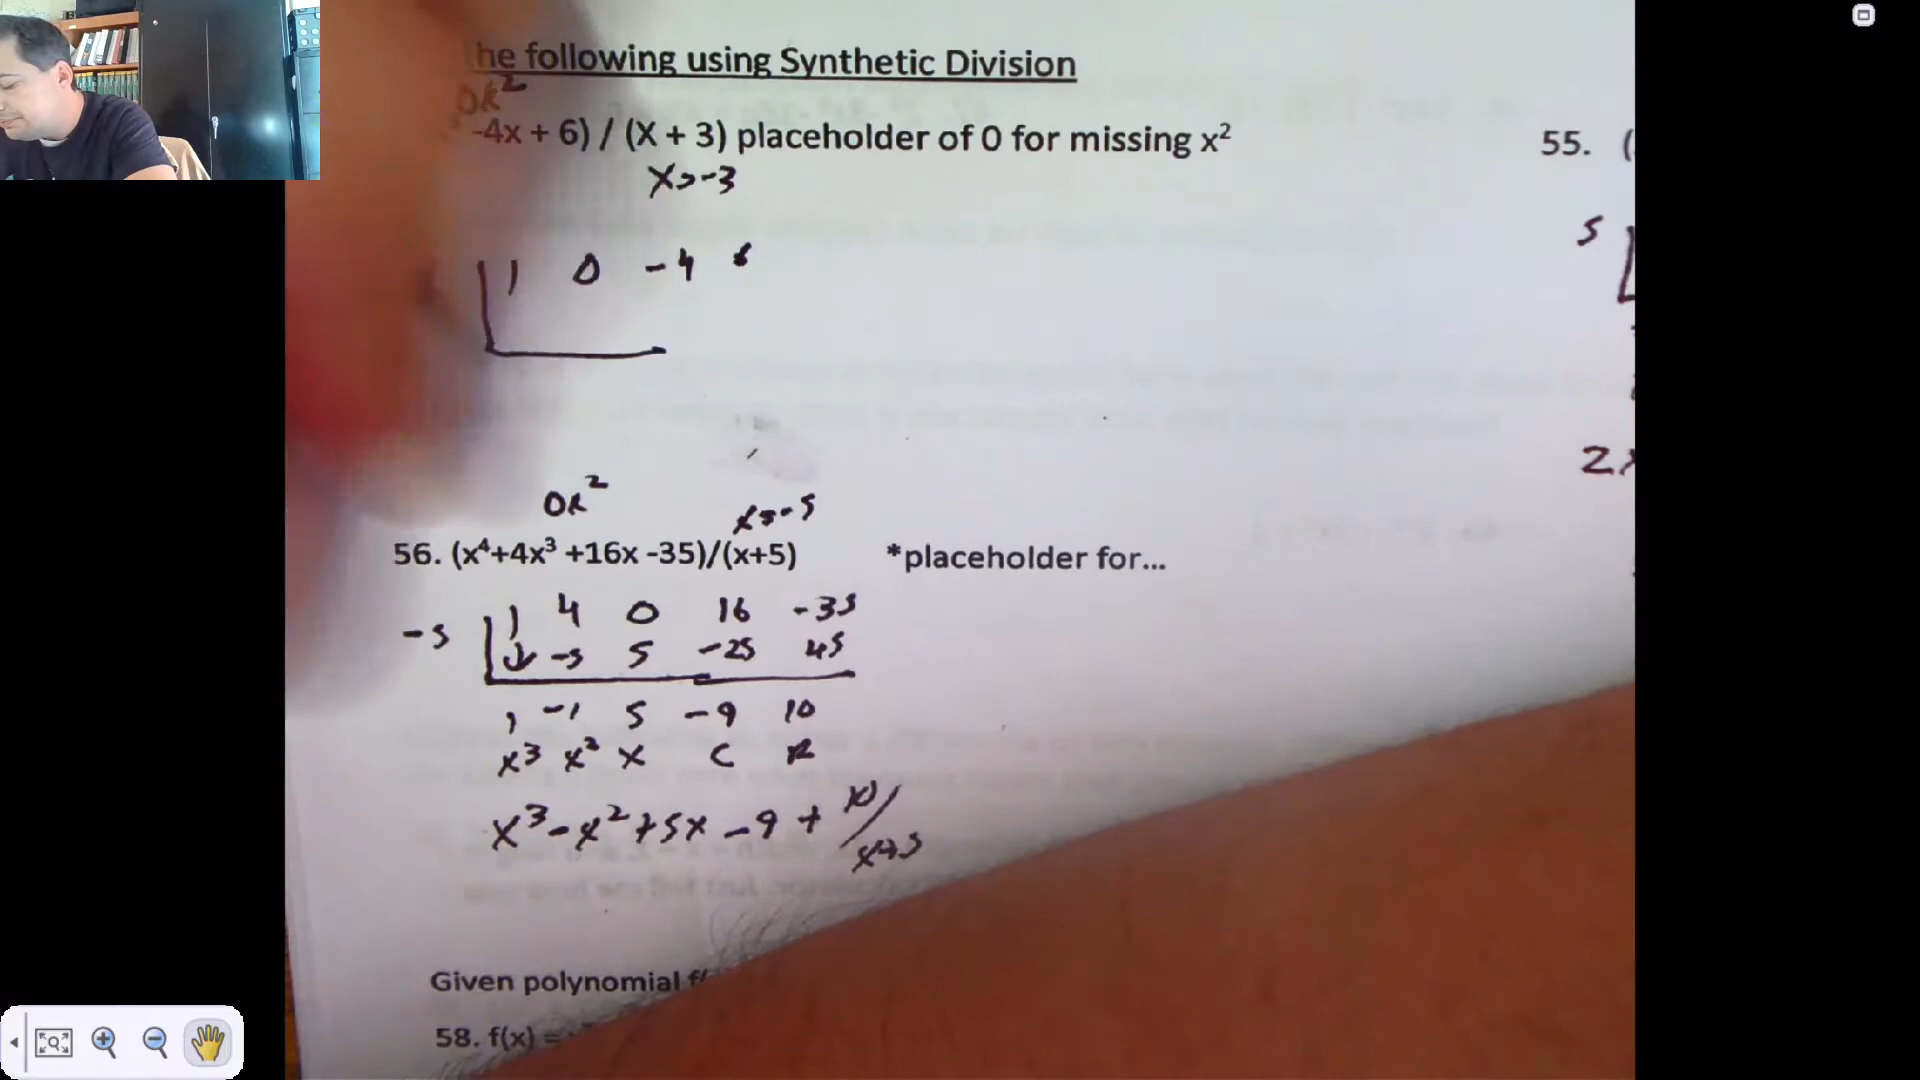 he following using Synthetic Division
0x²
-4x + 6) / (X + 3) placeholder of 0 for missing x²
55. (
x=-3
5
1 0 -4 6
2x
0x²
x=-5
56. (x⁴+4x³ +16x -35)/(x+5) *placeholder for...
-5
1 4 0 16 -35
-5 5 -25 45
1 -1 5 -9 10
x³ x² x C R
x³-x²+5x-9+10/x+5
Given polynomial f(
58. f(x) =